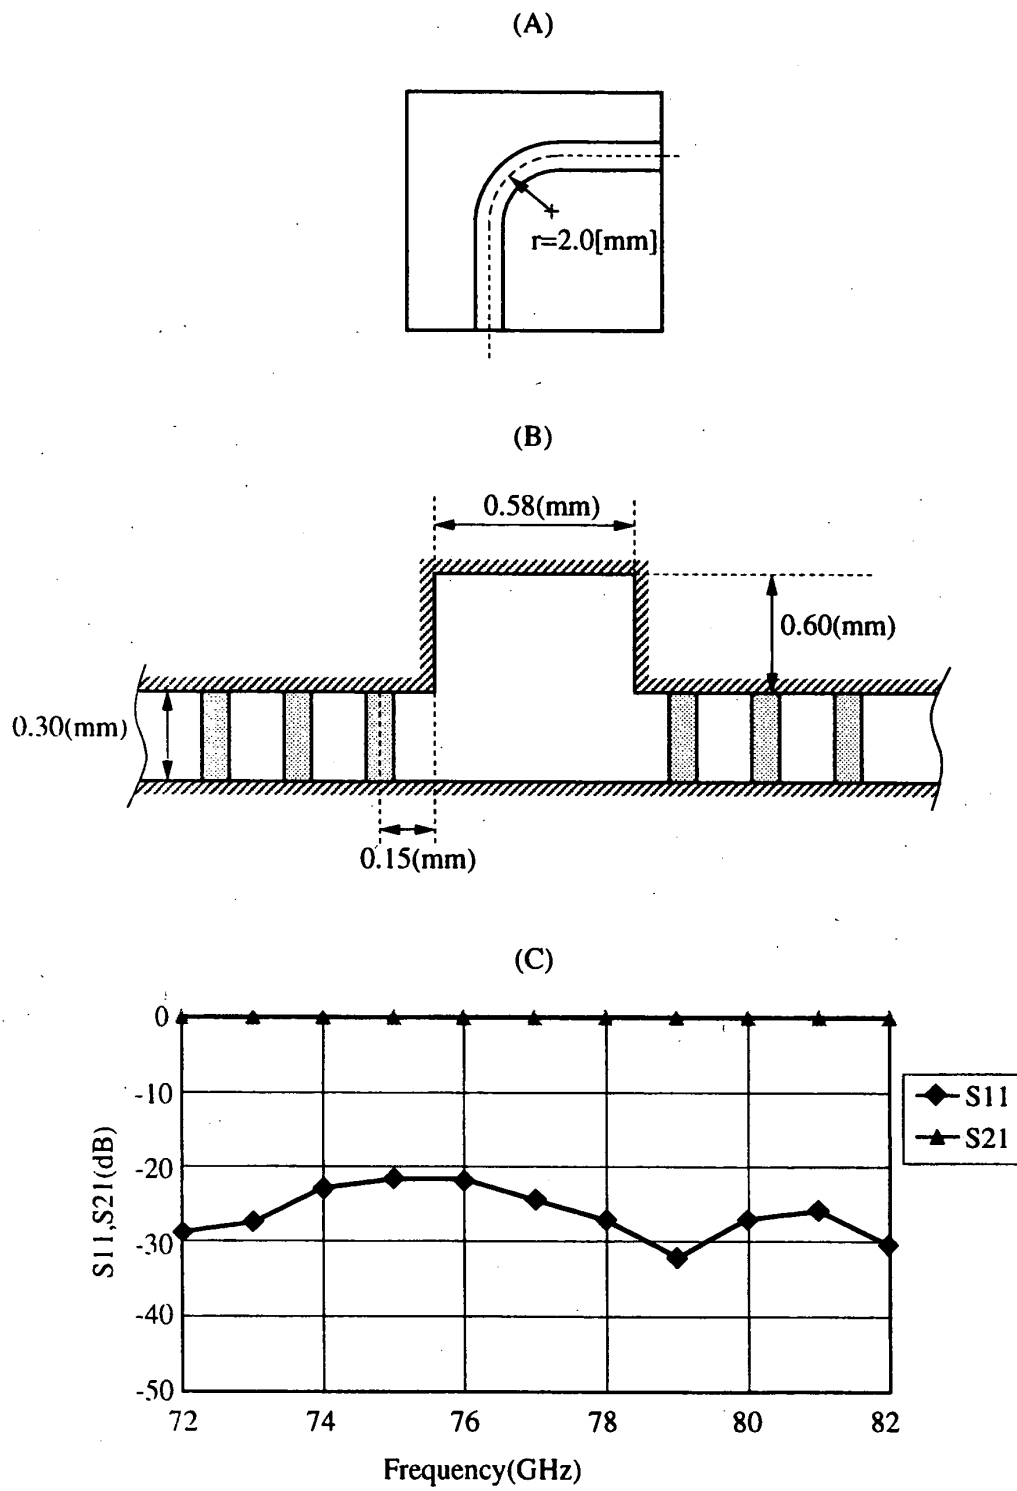 (A)
r=2.0[mm]
(B)
0.58(mm)
0.60(mm)
0.30(mm)
0.15(mm)
(C)
0
-10
-20
-30
-40
-50
S11,S21(dB)
72 74 76 78 80 82
Frequency(GHz)
S11
S21